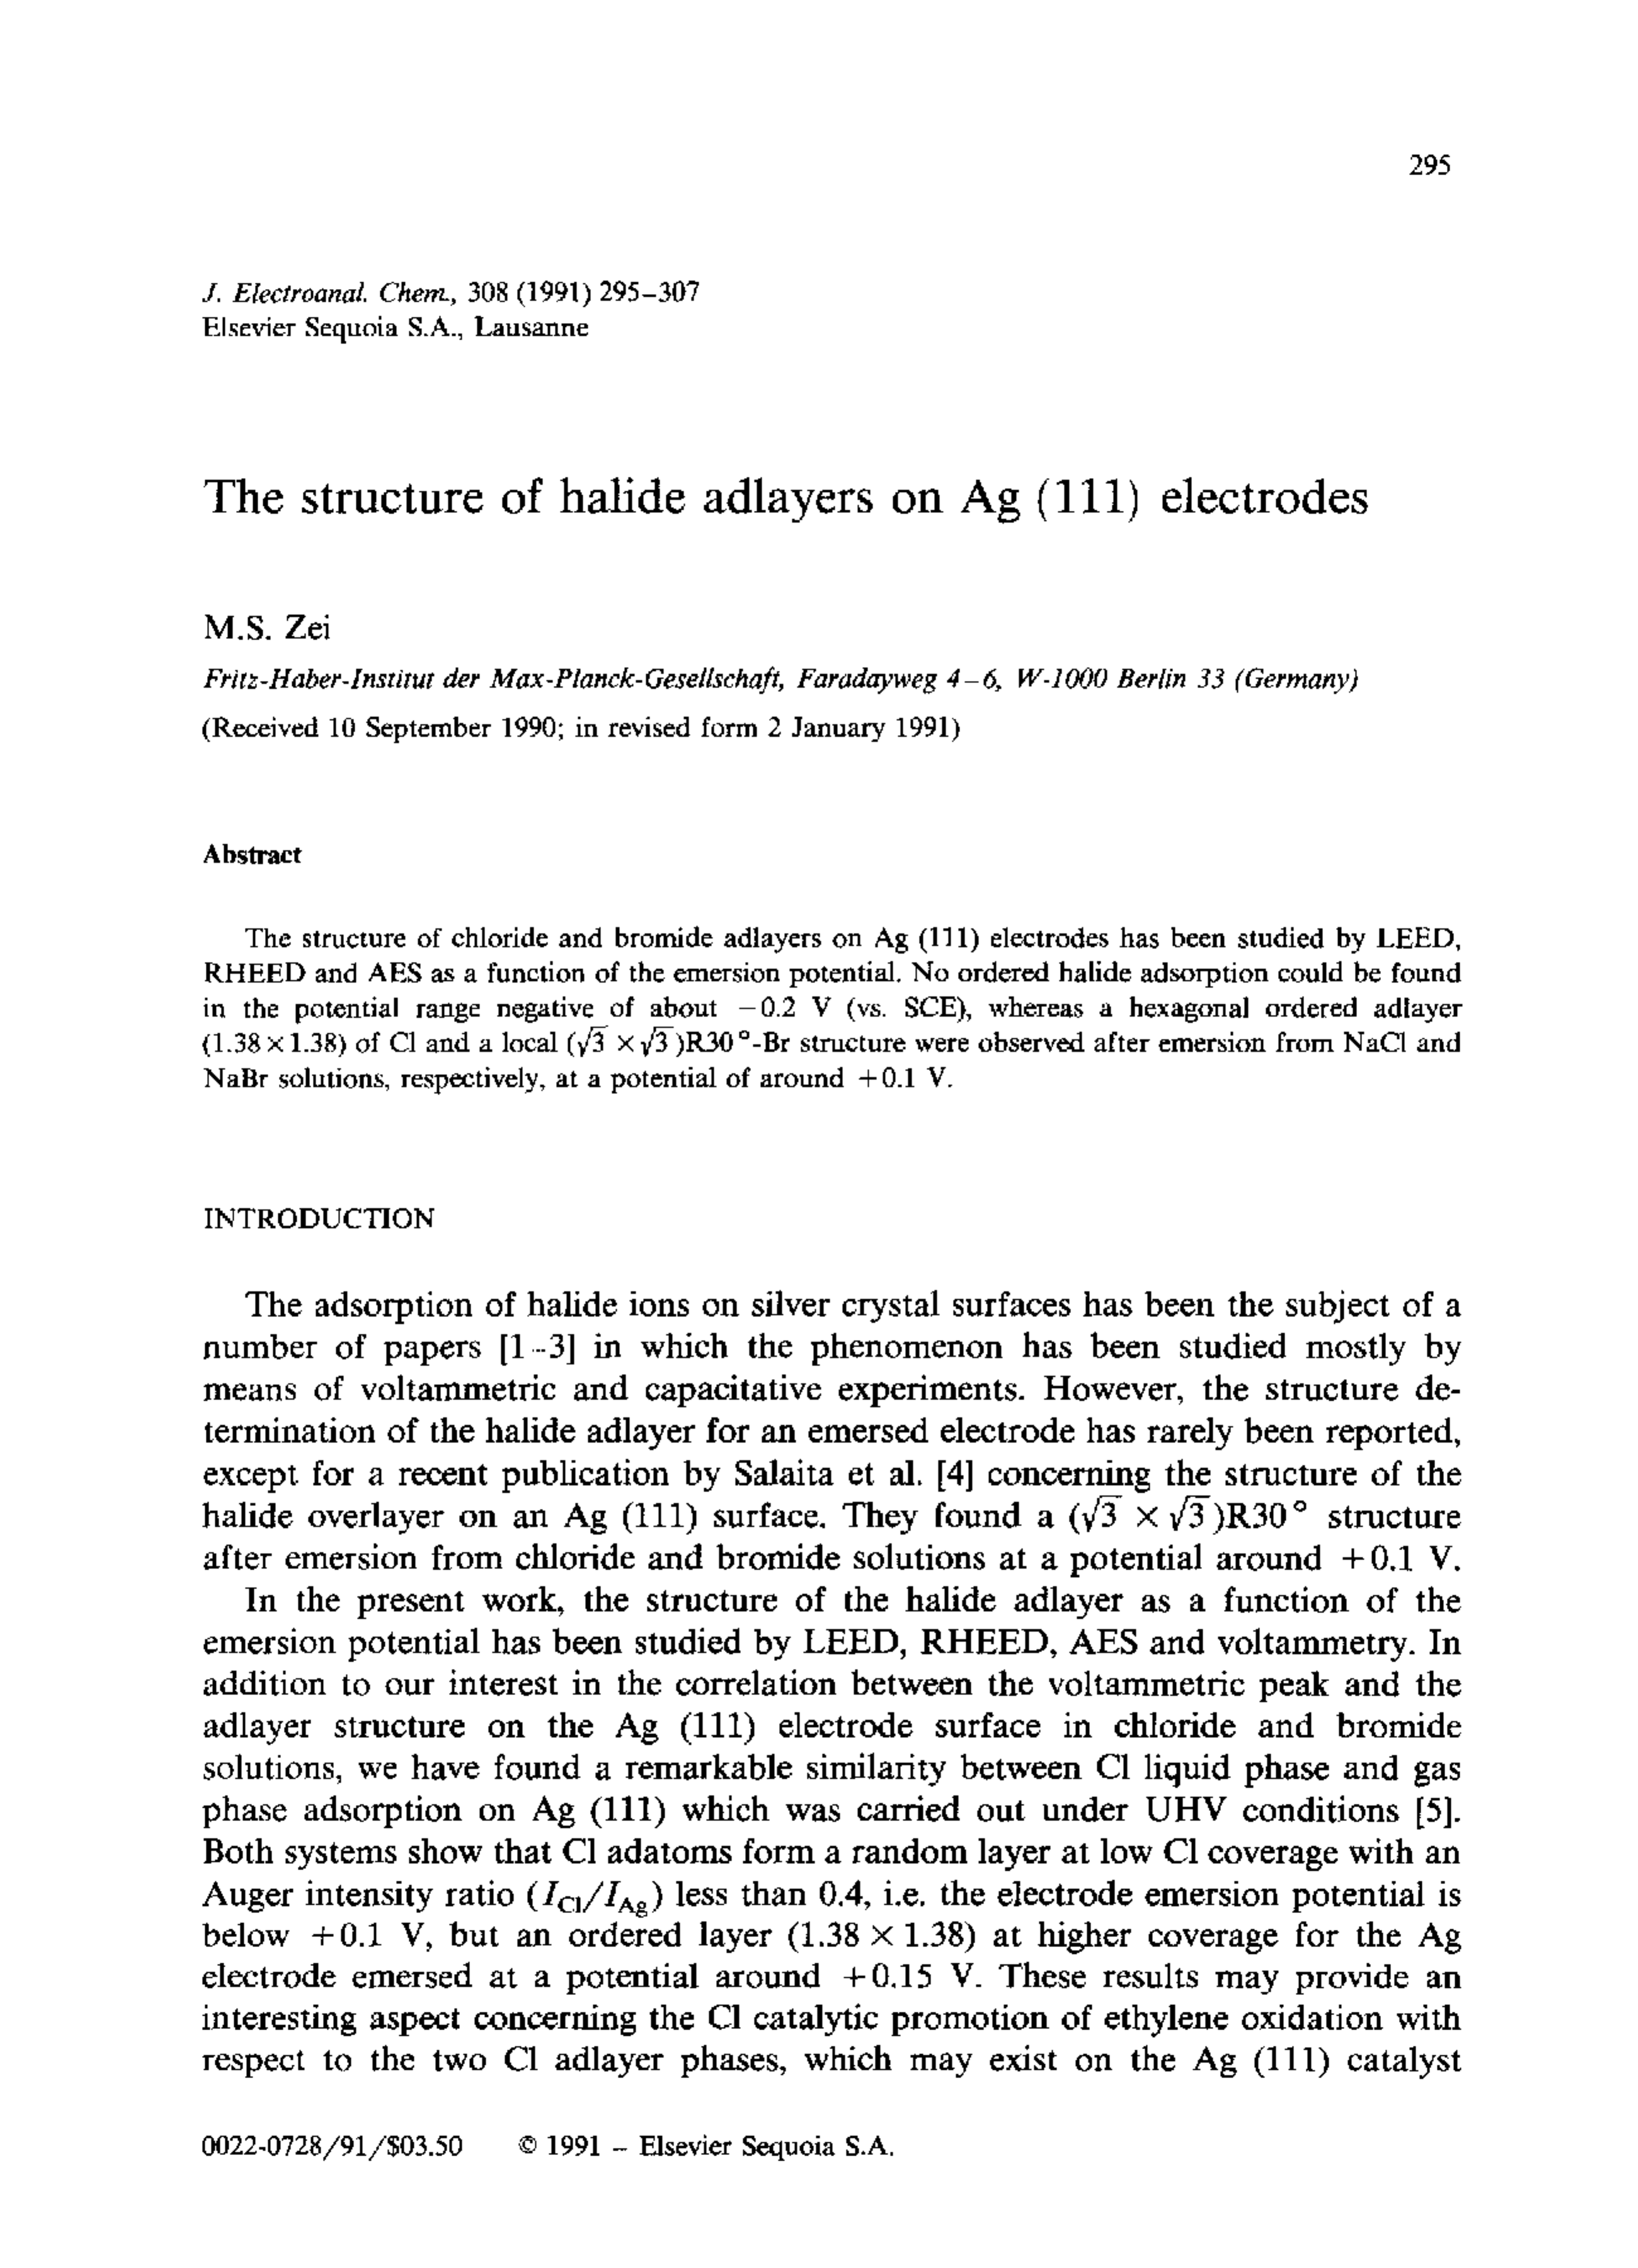 295
J. Electroanal. Chem., 308 (1991) 295–307
Elsevier Sequoia S.A., Lausanne
The structure of halide adlayers on Ag (111) electrodes
M.S. Zei
Fritz-Haber-Institut der Max-Planck-Gesellschaft, Faradayweg 4–6, W-1000 Berlin 33 (Germany)
(Received 10 September 1990; in revised form 2 January 1991)
Abstract
The structure of chloride and bromide adlayers on Ag (111) electrodes has been studied by LEED,
RHEED and AES as a function of the emersion potential. No ordered halide adsorption could be found
in the potential range negative of about −0.2 V (vs. SCE), whereas a hexagonal ordered adlayer
(1.38 × 1.38) of Cl and a local (√3 × √3)R30°-Br structure were observed after emersion from NaCl and
NaBr solutions, respectively, at a potential of around +0.1 V.
INTRODUCTION
The adsorption of halide ions on silver crystal surfaces has been the subject of a
number of papers [1–3] in which the phenomenon has been studied mostly by
means of voltammetric and capacitative experiments. However, the structure de-
termination of the halide adlayer for an emersed electrode has rarely been reported,
except for a recent publication by Salaita et al. [4] concerning the structure of the
halide overlayer on an Ag (111) surface. They found a (√3 × √3)R30° structure
after emersion from chloride and bromide solutions at a potential around +0.1 V.
In the present work, the structure of the halide adlayer as a function of the
emersion potential has been studied by LEED, RHEED, AES and voltammetry. In
addition to our interest in the correlation between the voltammetric peak and the
adlayer structure on the Ag (111) electrode surface in chloride and bromide
solutions, we have found a remarkable similarity between Cl liquid phase and gas
phase adsorption on Ag (111) which was carried out under UHV conditions [5].
Both systems show that Cl adatoms form a random layer at low Cl coverage with an
Auger intensity ratio (I_Cl/I_Ag) less than 0.4, i.e. the electrode emersion potential is
below +0.1 V, but an ordered layer (1.38 × 1.38) at higher coverage for the Ag
electrode emersed at a potential around +0.15 V. These results may provide an
interesting aspect concerning the Cl catalytic promotion of ethylene oxidation with
respect to the two Cl adlayer phases, which may exist on the Ag (111) catalyst
0022-0728/91/$03.50 © 1991 – Elsevier Sequoia S.A.